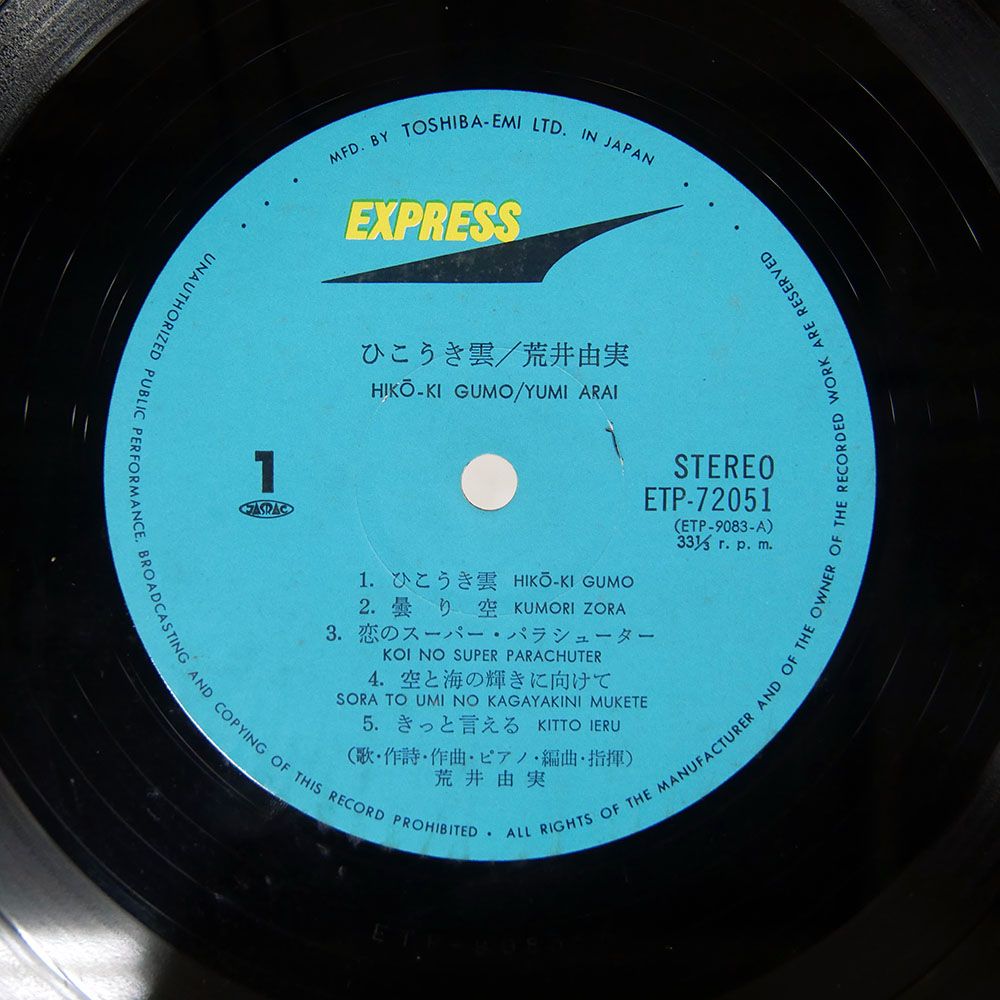 MFD. BY TOSHIBA-EMI LTD. IN JAPAN
EXPRESS
ひこうき雲／荒井由実
HIKŌ-KI GUMO/YUMI ARAI
1
JASRAC
STEREO
ETP-72051
(ETP-9083-A)
33⅓ r. p. m.
1. ひこうき雲 HIKŌ-KI GUMO
2. 曇り空 KUMORI ZORA
3. 恋のスーパー・パラシューター
KOI NO SUPER PARACHUTER
4. 空と海の輝きに向けて
SORA TO UMI NO KAGAYAKINI MUKETE
5. きっと言える KITTO IERU
(歌・作詩・作曲・ピアノ・編曲・指揮)
荒井由実
UNAUTHORIZED PUBLIC PERFORMANCE, BROADCASTING AND COPYING OF THIS RECORD PROHIBITED • ALL RIGHTS OF THE MANUFACTURER AND OF THE OWNER OF THE RECORDED WORK ARE RESERVED